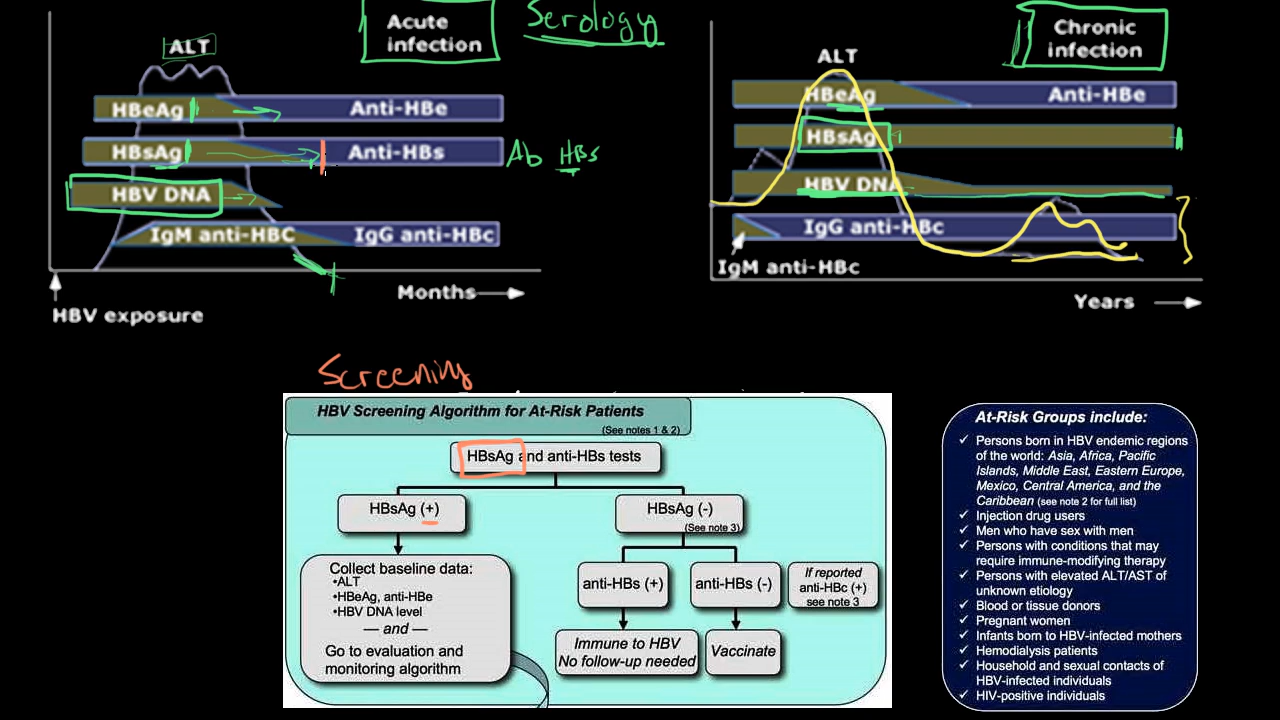 Serology
Acute
infection
ALT
HBeAg
Anti-HBe
HBsAg
Anti-HBs
Ab HBs
HBV DNA
IgM anti-HBC
IgG anti-HBc
Months
HBV exposure
Chronic
infection
ALT
HBeAg
Anti-HBe
HBsAg
HBV DNA
IgG anti-HBc
IgM anti-HBc
Years
Screening
HBV Screening Algorithm for At-Risk Patients
(See notes 1 & 2)
HBsAg and anti-HBs tests
HBsAg (+)
HBsAg (-)
(See note 3)
Collect baseline data:
•ALT
•HBeAg, anti-HBe
•HBV DNA level
— and —
Go to evaluation and
monitoring algorithm
anti-HBs (+)
anti-HBs (-)
If reported
anti-HBc (+)
see note 3
Immune to HBV
No follow-up needed
Vaccinate
At-Risk Groups include:
✓ Persons born in HBV endemic regions
of the world: Asia, Africa, Pacific
Islands, Middle East, Eastern Europe,
Mexico, Central America, and the
Caribbean (see note 2 for full list)
✓ Injection drug users
✓ Men who have sex with men
✓ Persons with conditions that may
require immune-modifying therapy
✓ Persons with elevated ALT/AST of
unknown etiology
✓ Blood or tissue donors
✓ Pregnant women
✓ Infants born to HBV-infected mothers
✓ Hemodialysis patients
✓ Household and sexual contacts of
HBV-infected individuals
✓ HIV-positive individuals